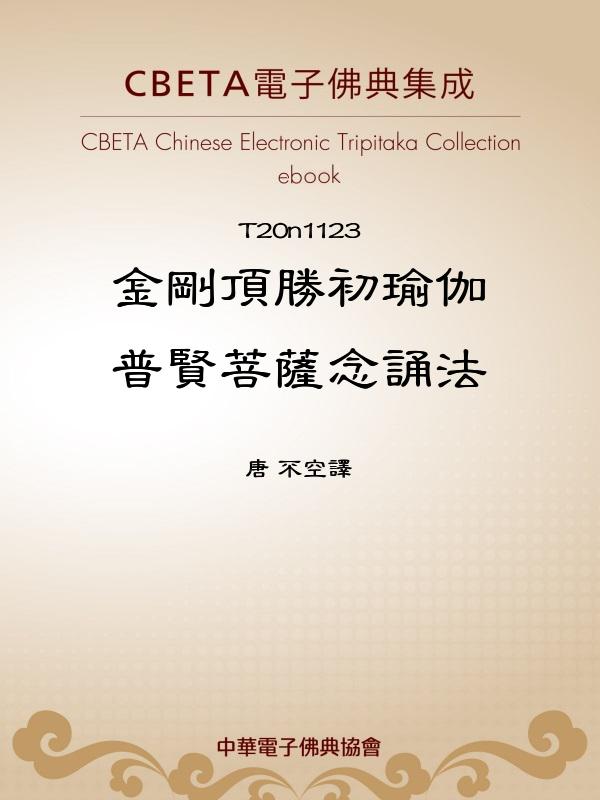 CBETA電子佛典集成
CBETA Chinese Electronic Tripitaka Collection
ebook
T20n1123
金剛頂勝初瑜伽
普賢菩薩念誦法
唐 不空譯
中華電子佛典協會